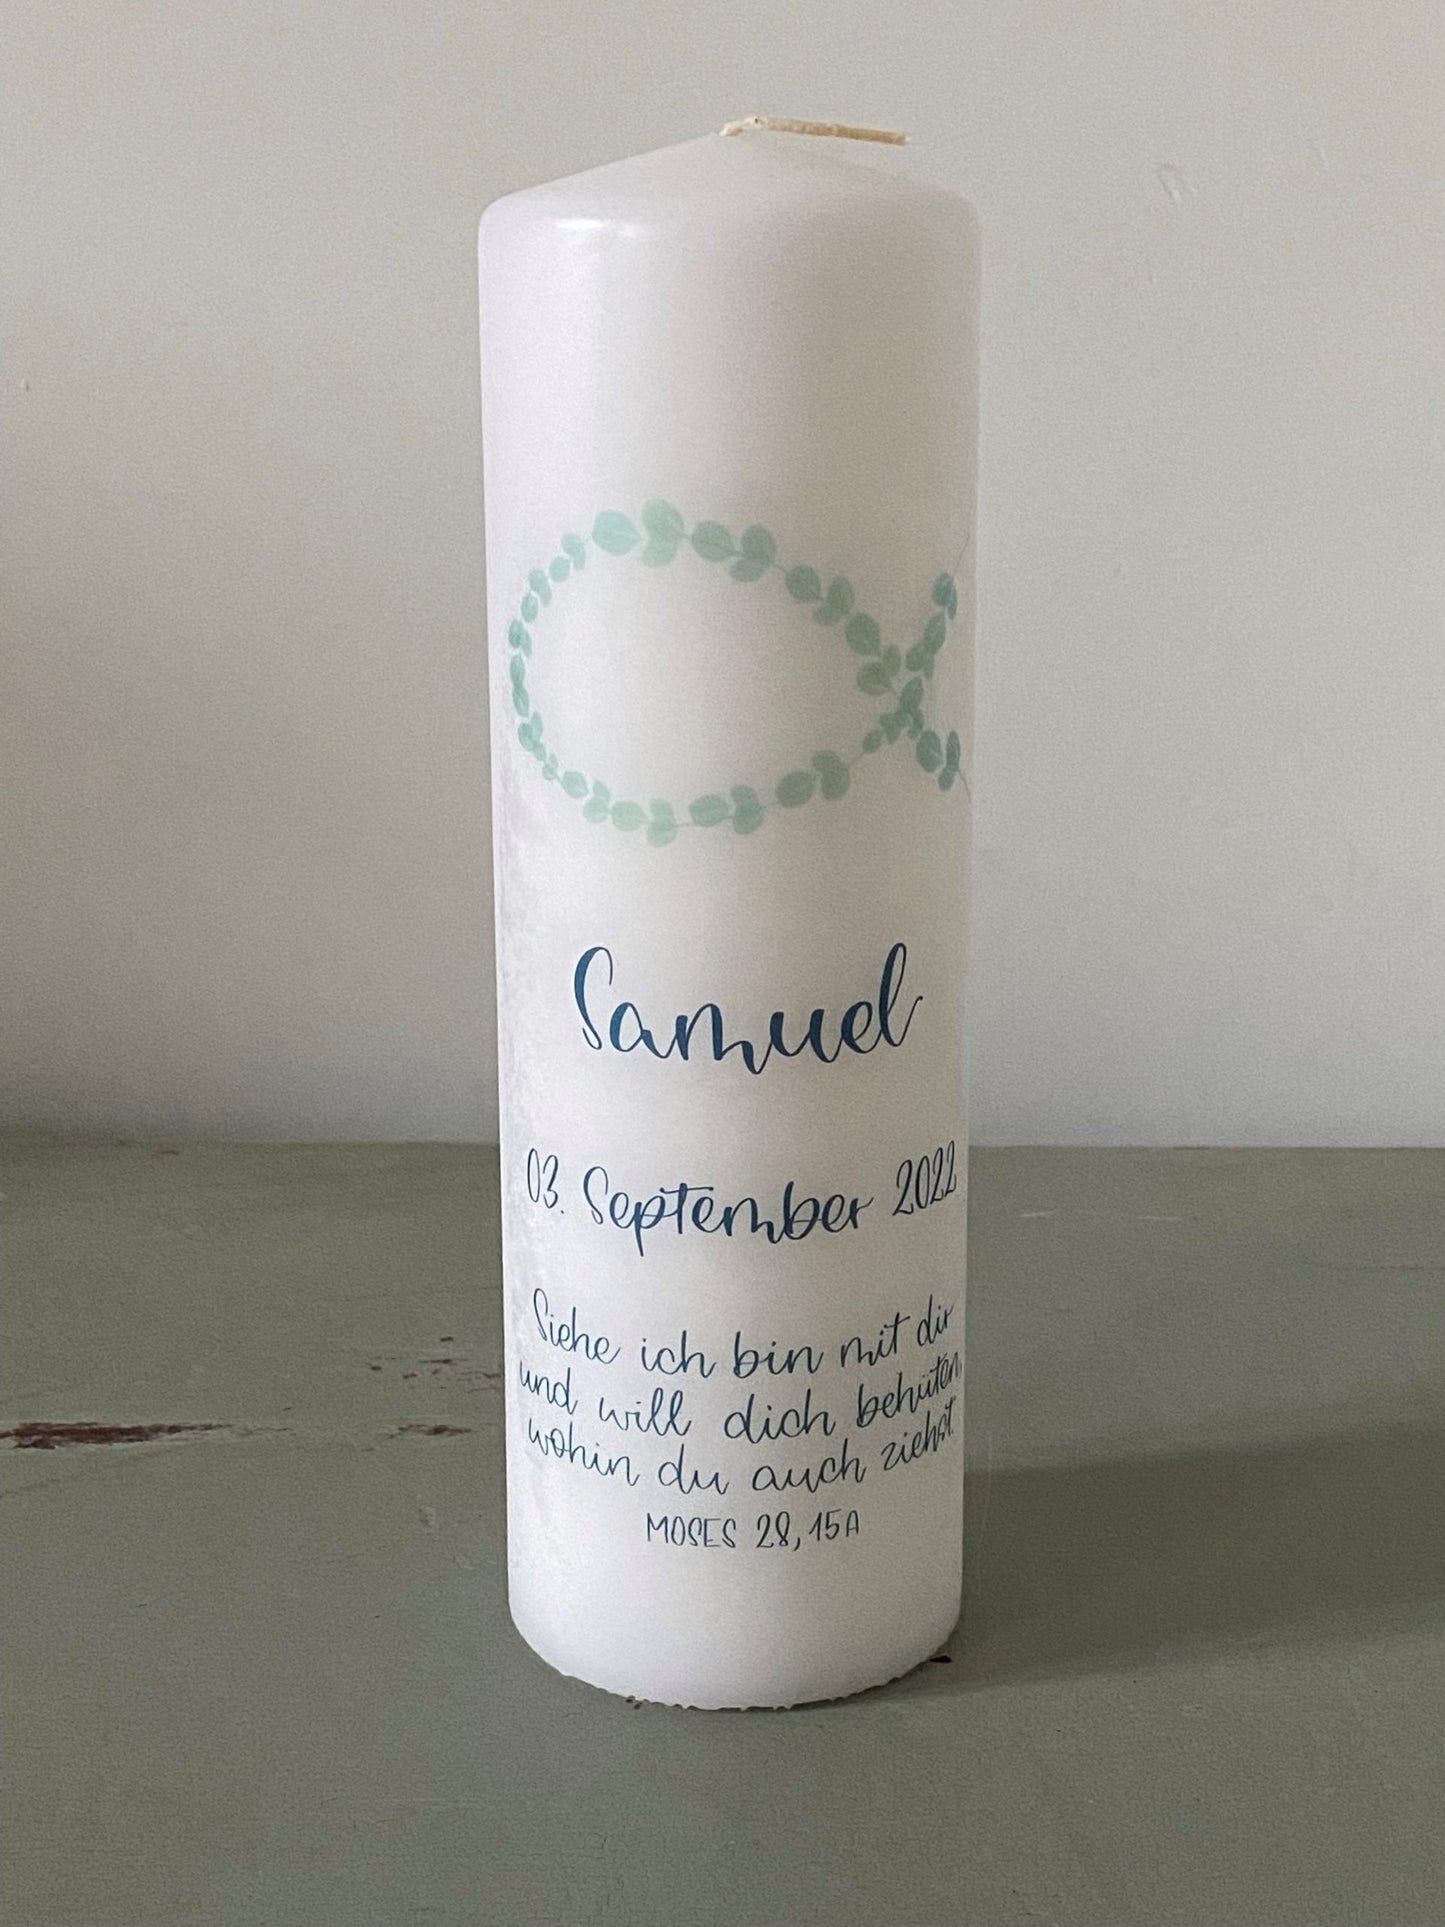 Samuel
03. September 2022
Siehe ich bin mit dir
und will dich behüten,
wohin du auch ziehst.
MOSES 28, 15A